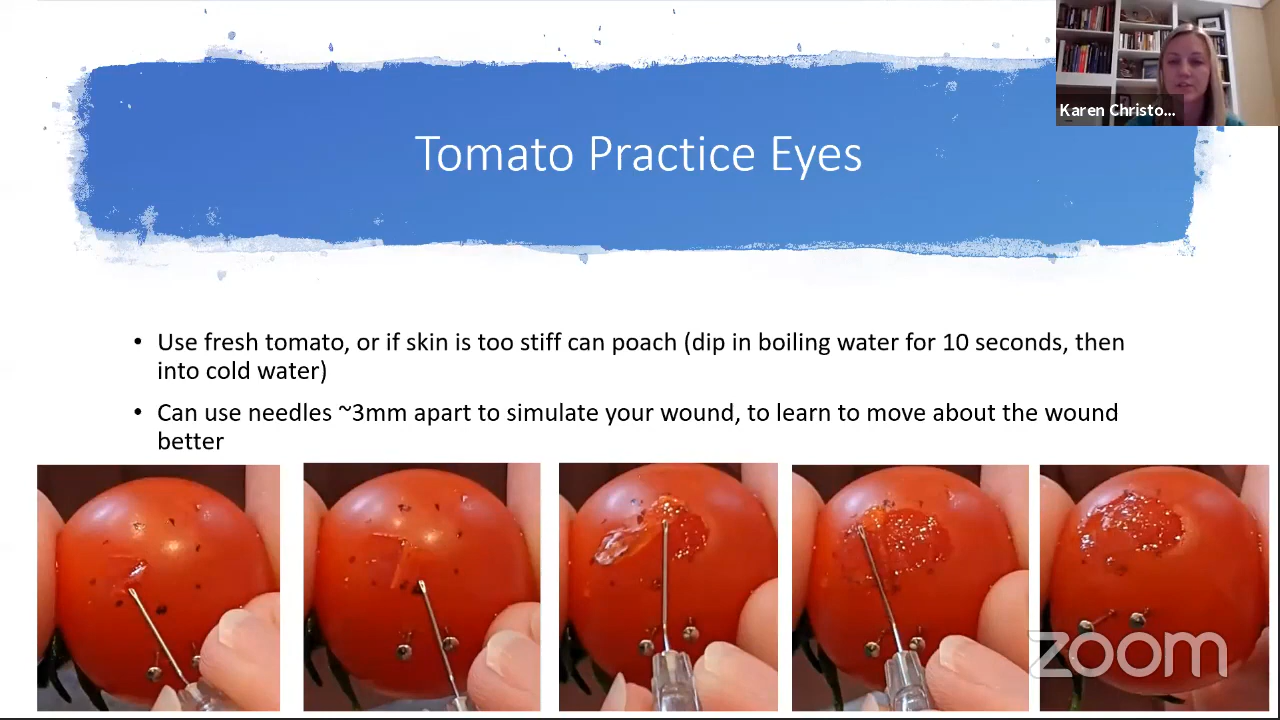 Karen Christo...
Tomato Practice Eyes
• Use fresh tomato, or if skin is too stiff can poach (dip in boiling water for 10 seconds, then
into cold water)
• Can use needles ~3mm apart to simulate your wound, to learn to move about the wound
better
zoom